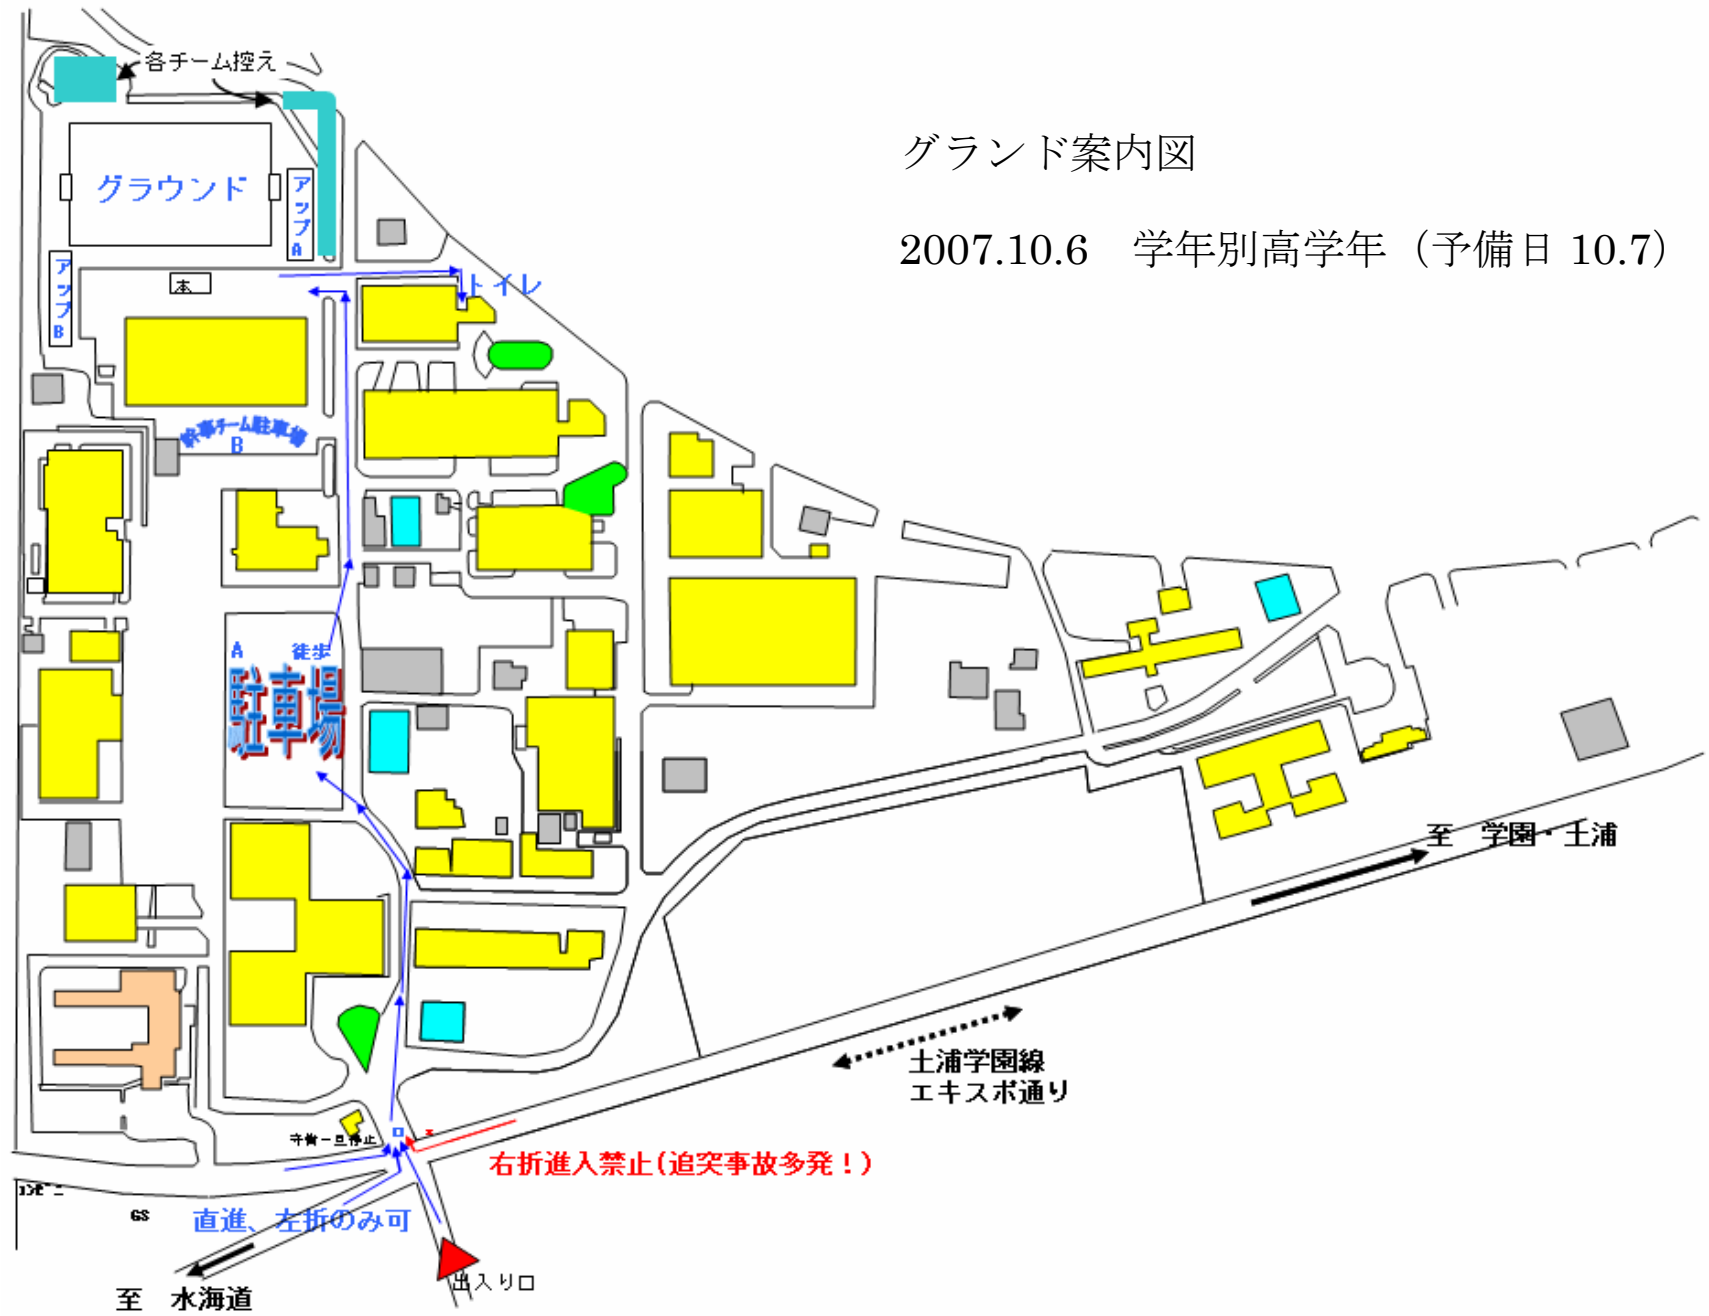 各チーム控え
グランド案内図
2007.10.6 学年別高学年（予備日 10.7）
グラウンド
アップA
アップB
本
トイレ
幹事チーム駐車場
B
A
徒歩
駐車場
至 学園・土浦
土浦学園線
エキスポ通り
守衛一旦停止
右折進入禁止(追突事故多発！)
GS
直進、左折のみ可
出入り口
至 水海道